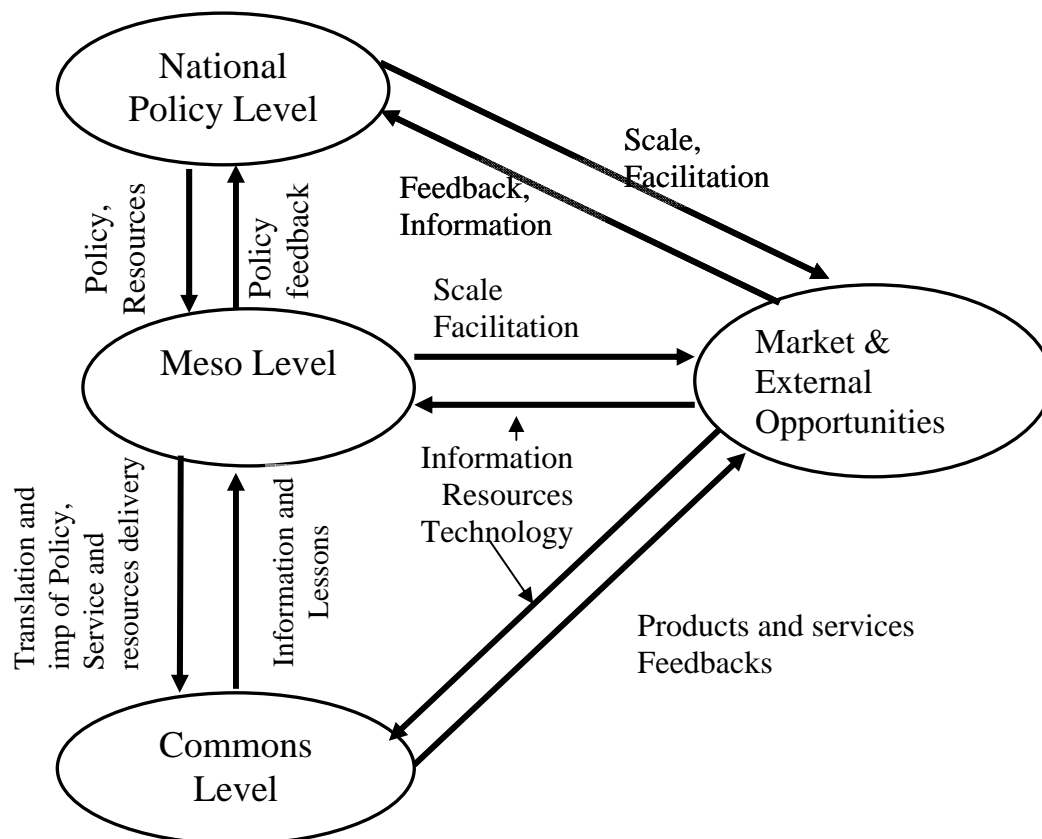 National
Policy Level
Scale,
Facilitation
Feedback,
Information
Policy,
Resources
Policy
feedback
Scale
Facilitation
Meso Level
Market &
External
Opportunities
Information
Resources
Technology
Translation and
imp of Policy,
Service and
resources delivery
Information and
Lessons
Products and services
Feedbacks
Commons
Level